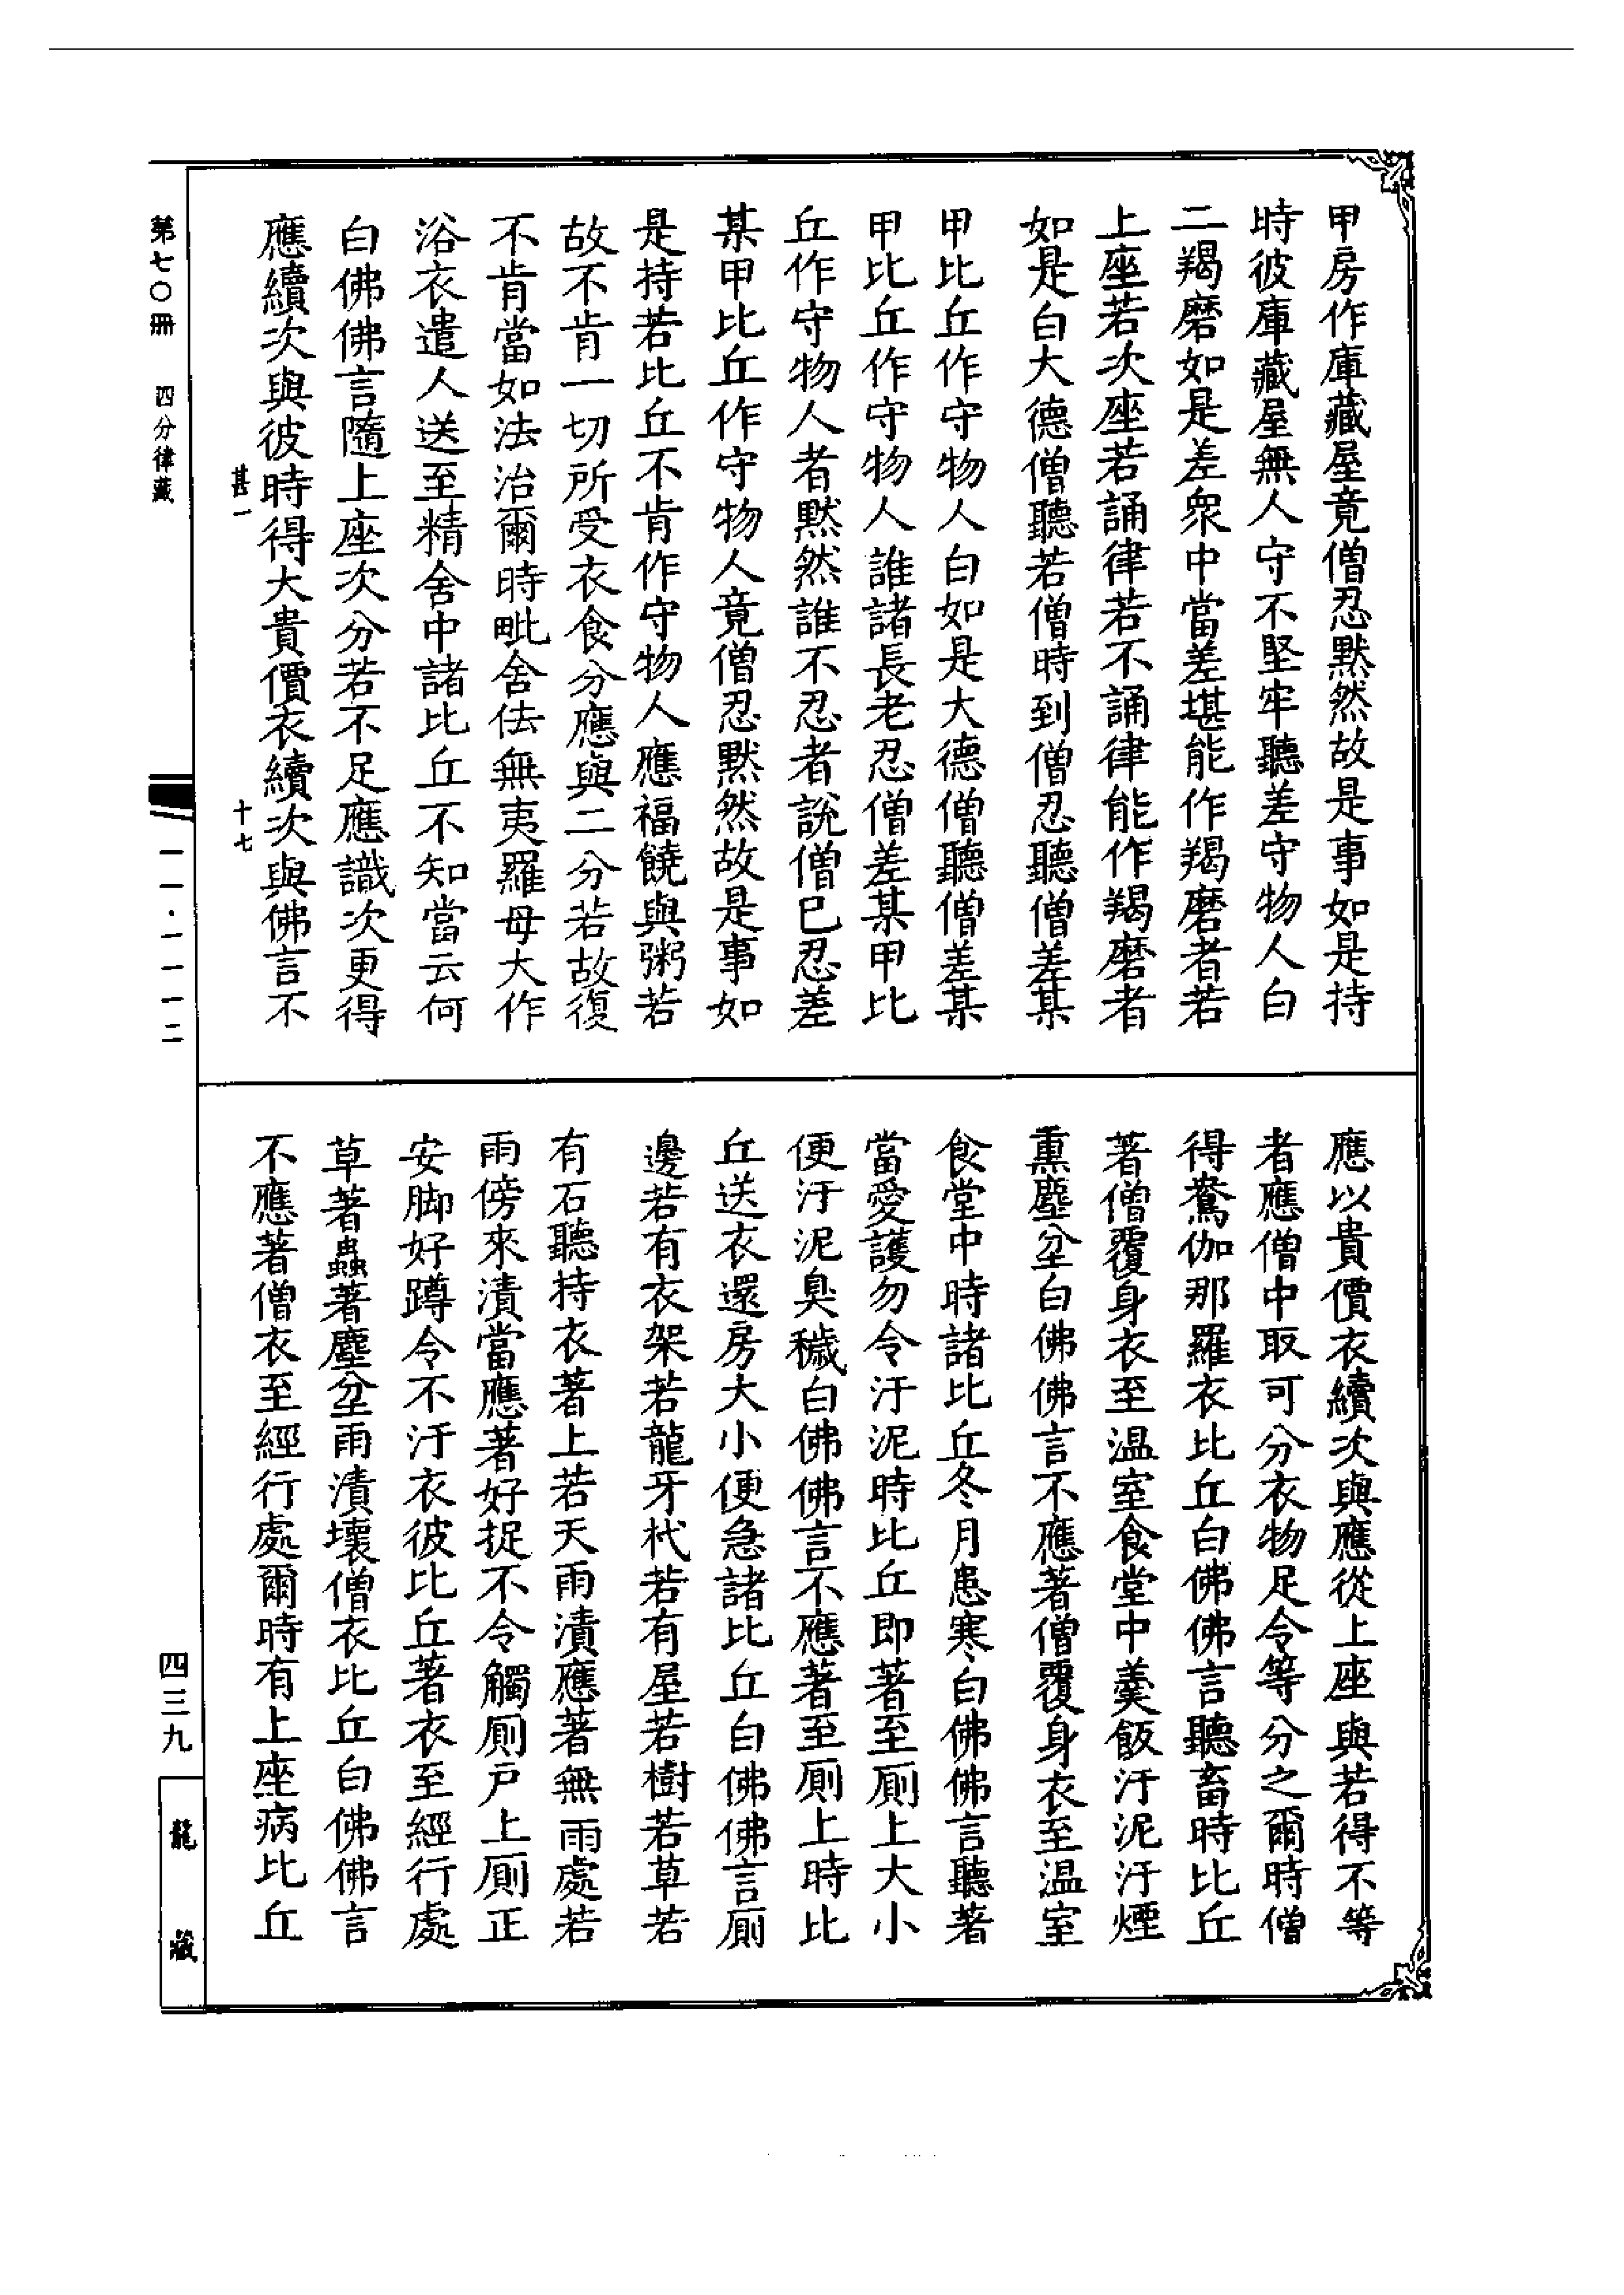 甲房作庫藏屋竟僧忍黙然故是事如是持
時彼庫藏屋無人守不堅牢聽差守物人白
二羯磨如是差衆中當差堪能作羯磨者若
上座若次座若誦律若不誦律能作羯磨者
如是白大德僧聽若僧時到僧忍聽僧差某
甲比丘作守物人白如是大德僧聽僧差某
甲比丘作守物人誰諸長老忍僧差某甲比
丘作守物人者黙然誰不忍者說僧已忍差
某甲比丘作守物人竟僧忍黙然故是事如
是持若比丘不肯作守物人應福饒與粥若
故不肯一切所受衣食分應與二分若故復
不肯當如法治爾時毗舍佉無夷羅母大作
浴衣遣人送至精舍中諸比丘不知當云何
白佛佛言隨上座次分若不足應識次更得
應續次與彼時得大貴價衣續次與佛言不
甚一
十七
應以貴價衣續次與應從上座與若得不等
者應僧中取可分衣物足令等分之爾時僧
得鴦伽那羅衣比丘白佛佛言聽畜時比丘
著僧覆身衣至温室食堂中羹飯汙泥汙煙
熏塵坌白佛佛言不應著僧覆身衣至温室
食堂中時諸比丘冬月患寒白佛佛言聽著
當愛護勿令汙泥時比丘即著至厠上大小
便汙泥臭穢白佛佛言不應著至厠上時比
丘送衣還房大小便急諸比丘白佛佛言厠
邊若有衣架若龍牙杙若有屋若樹若草若
有石聽持衣著上若天雨漬應著無雨處若
雨傍來漬當應著好捉不令觸厠戸上厠正
安脚好蹲令不汙衣彼比丘著衣至經行處
草著蟲著塵坌雨漬壞僧衣比丘白佛佛言
不應著僧衣至經行處爾時有上座病比丘
第七〇冊 四分律藏
一一·一一一二
四三九
龍藏